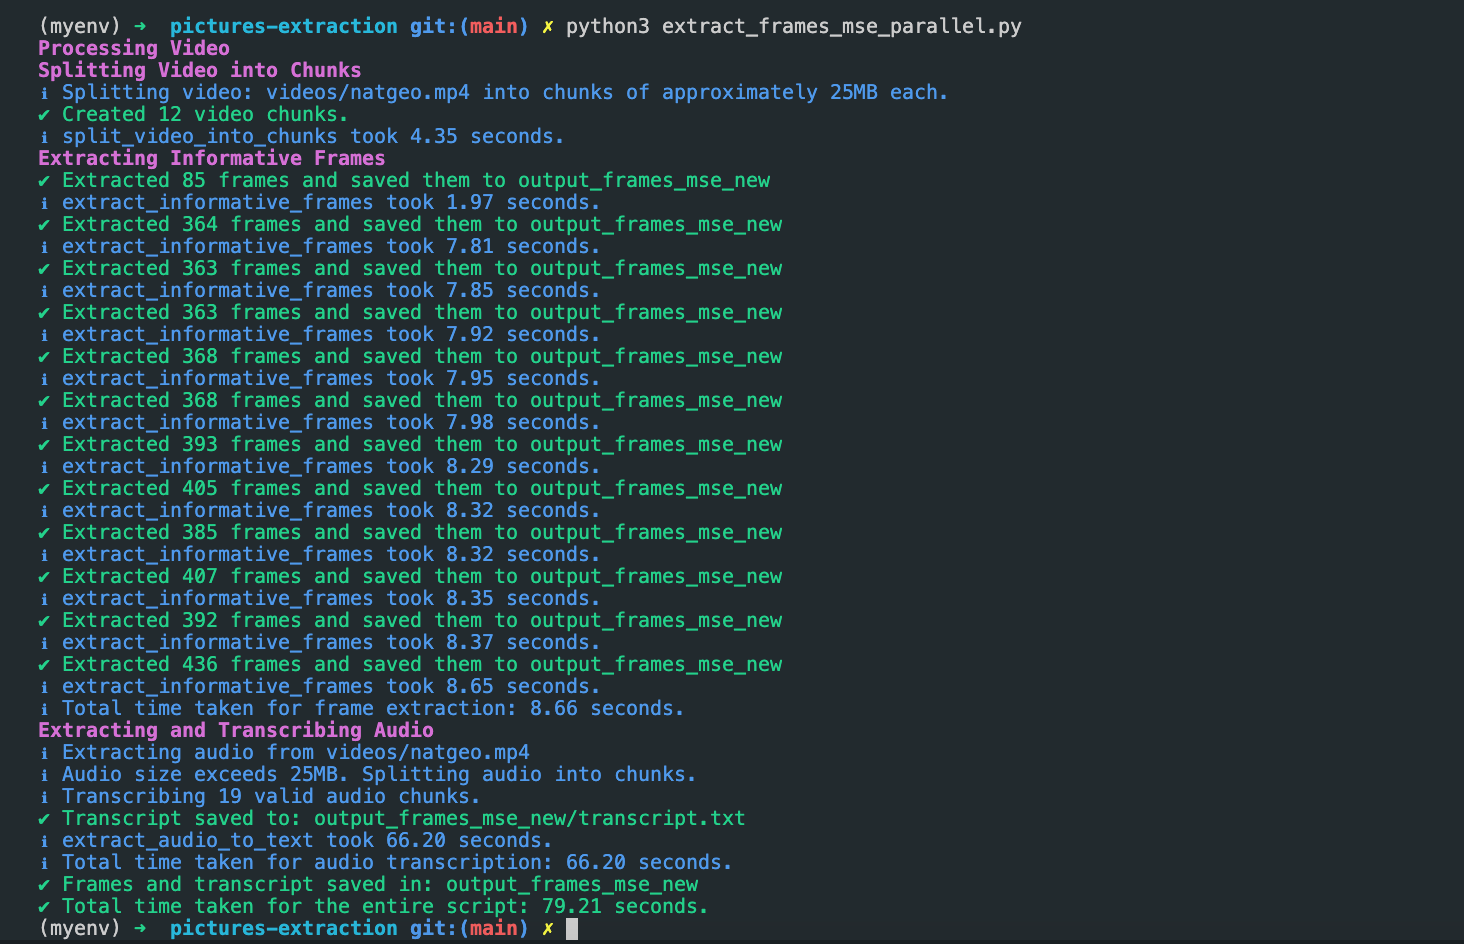 (myenv) ➜  pictures-extraction git:(main) ✗ python3 extract_frames_mse_parallel.py
Processing Video
Splitting Video into Chunks
ℹ Splitting video: videos/natgeo.mp4 into chunks of approximately 25MB each.
✔ Created 12 video chunks.
ℹ split_video_into_chunks took 4.35 seconds.
Extracting Informative Frames
✔ Extracted 85 frames and saved them to output_frames_mse_new
ℹ extract_informative_frames took 1.97 seconds.
✔ Extracted 364 frames and saved them to output_frames_mse_new
ℹ extract_informative_frames took 7.81 seconds.
✔ Extracted 363 frames and saved them to output_frames_mse_new
ℹ extract_informative_frames took 7.85 seconds.
✔ Extracted 363 frames and saved them to output_frames_mse_new
ℹ extract_informative_frames took 7.92 seconds.
✔ Extracted 368 frames and saved them to output_frames_mse_new
ℹ extract_informative_frames took 7.95 seconds.
✔ Extracted 368 frames and saved them to output_frames_mse_new
ℹ extract_informative_frames took 7.98 seconds.
✔ Extracted 393 frames and saved them to output_frames_mse_new
ℹ extract_informative_frames took 8.29 seconds.
✔ Extracted 405 frames and saved them to output_frames_mse_new
ℹ extract_informative_frames took 8.32 seconds.
✔ Extracted 385 frames and saved them to output_frames_mse_new
ℹ extract_informative_frames took 8.32 seconds.
✔ Extracted 407 frames and saved them to output_frames_mse_new
ℹ extract_informative_frames took 8.35 seconds.
✔ Extracted 392 frames and saved them to output_frames_mse_new
ℹ extract_informative_frames took 8.37 seconds.
✔ Extracted 436 frames and saved them to output_frames_mse_new
ℹ extract_informative_frames took 8.65 seconds.
ℹ Total time taken for frame extraction: 8.66 seconds.
Extracting and Transcribing Audio
ℹ Extracting audio from videos/natgeo.mp4
ℹ Audio size exceeds 25MB. Splitting audio into chunks.
ℹ Transcribing 19 valid audio chunks.
✔ Transcript saved to: output_frames_mse_new/transcript.txt
ℹ extract_audio_to_text took 66.20 seconds.
ℹ Total time taken for audio transcription: 66.20 seconds.
✔ Frames and transcript saved in: output_frames_mse_new
✔ Total time taken for the entire script: 79.21 seconds.
(myenv) ➜  pictures-extraction git:(main) ✗